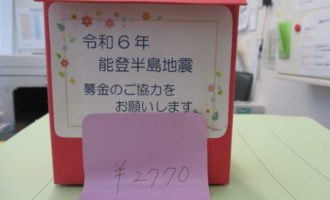 令和６年
能登半島地震
募金のご協力を
お願いします。
￥2770